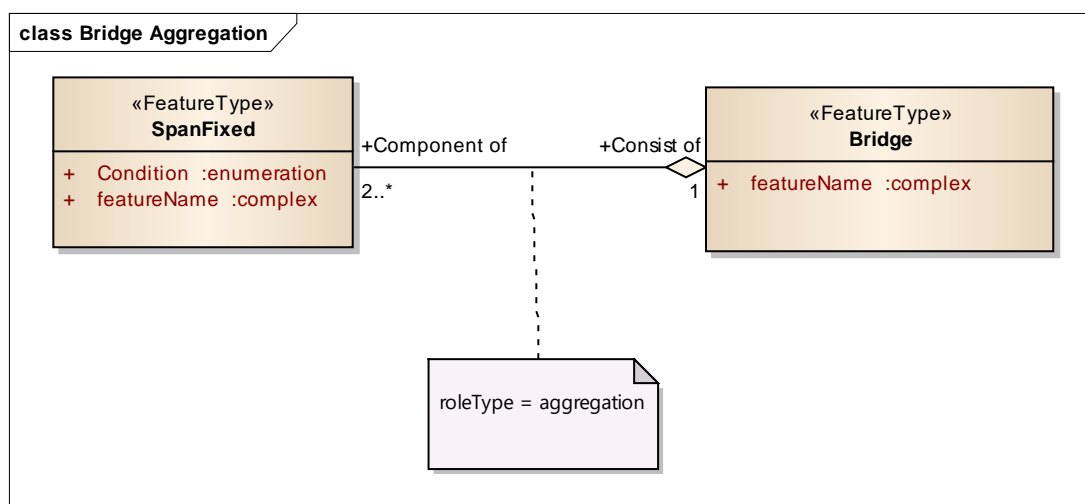 class Bridge Aggregation
«FeatureType»
SpanFixed
+ Condition :enumeration
+ featureName :complex
+Component of
2..*
+Consist of
1
«FeatureType»
Bridge
+ featureName :complex
roleType = aggregation